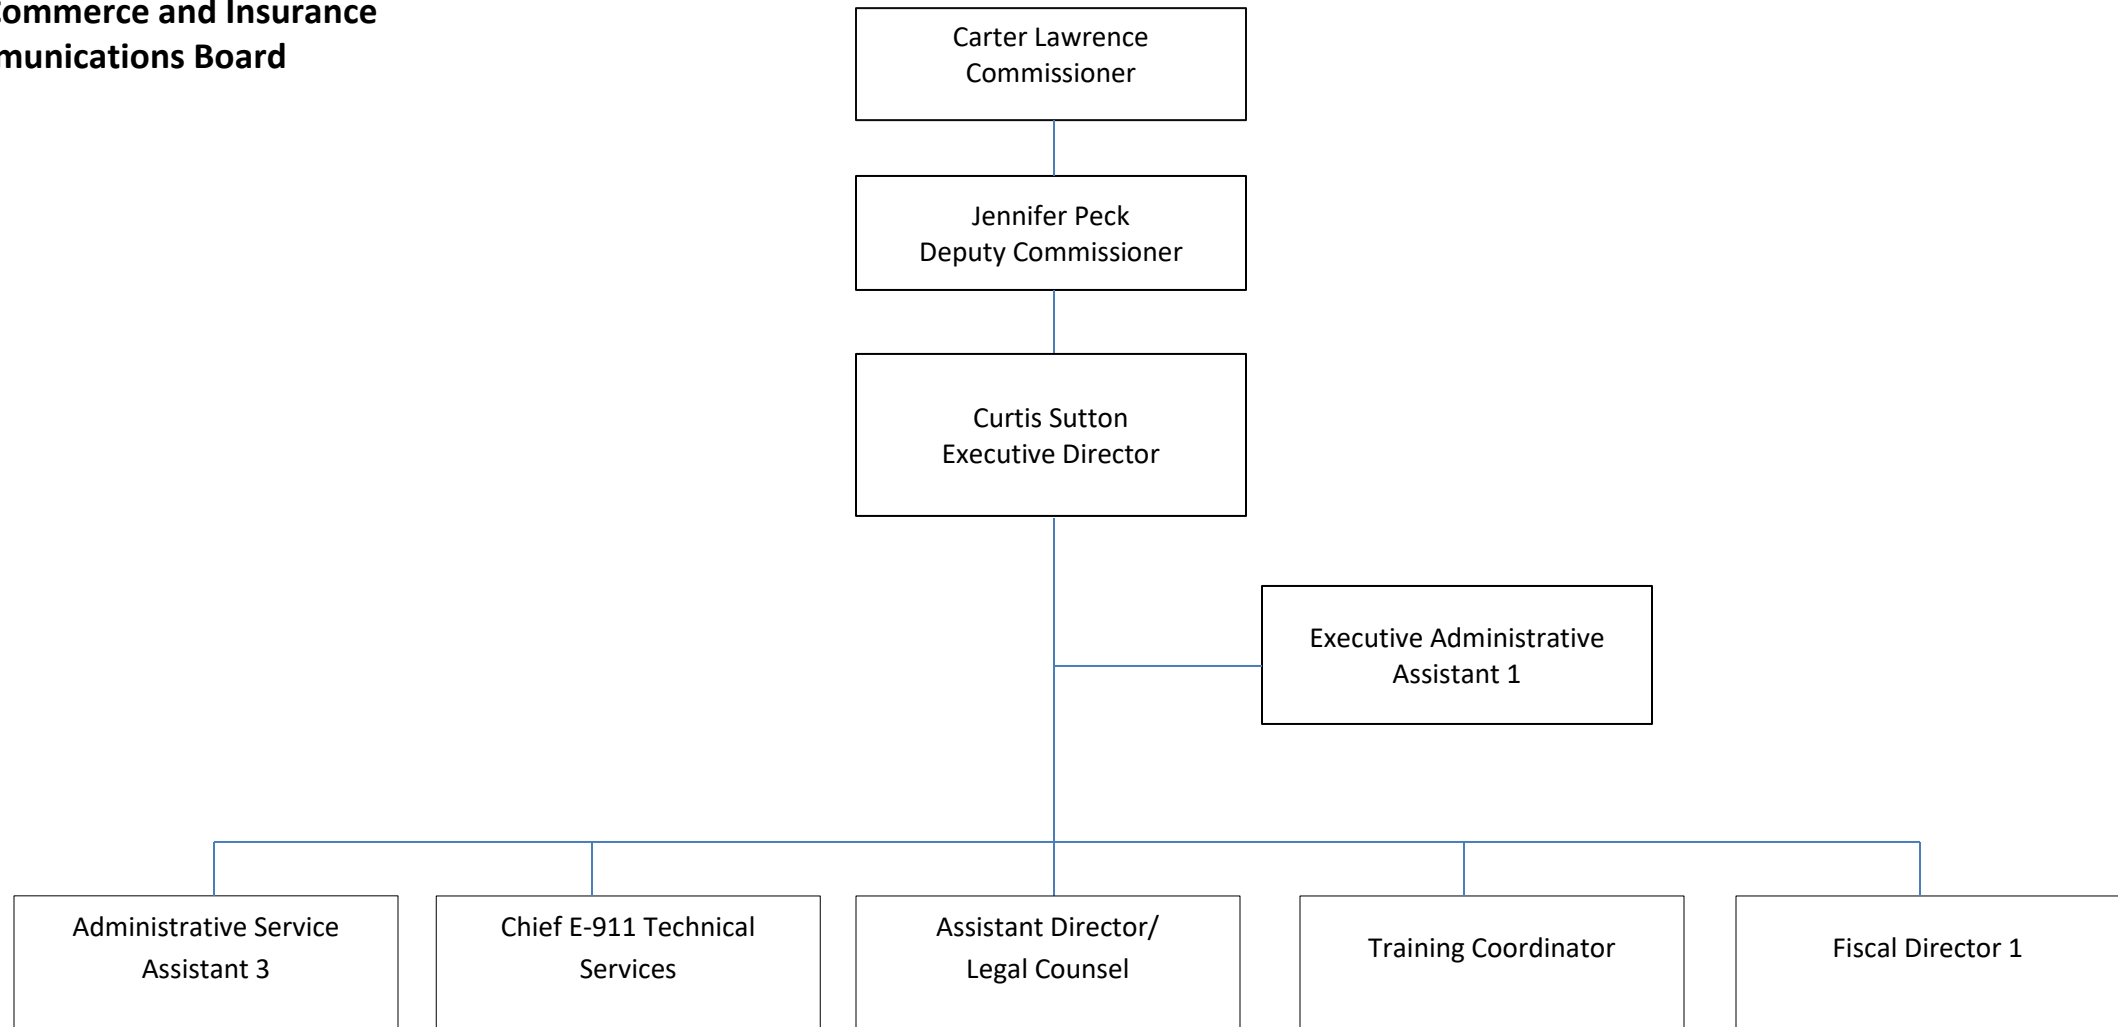 Commerce and Insurance
munications Board
Carter Lawrence
Commissioner
Jennifer Peck
Deputy Commissioner
Curtis Sutton
Executive Director
Executive Administrative
Assistant 1
Administrative Service
Assistant 3
Chief E-911 Technical
Services
Assistant Director/
Legal Counsel
Training Coordinator
Fiscal Director 1